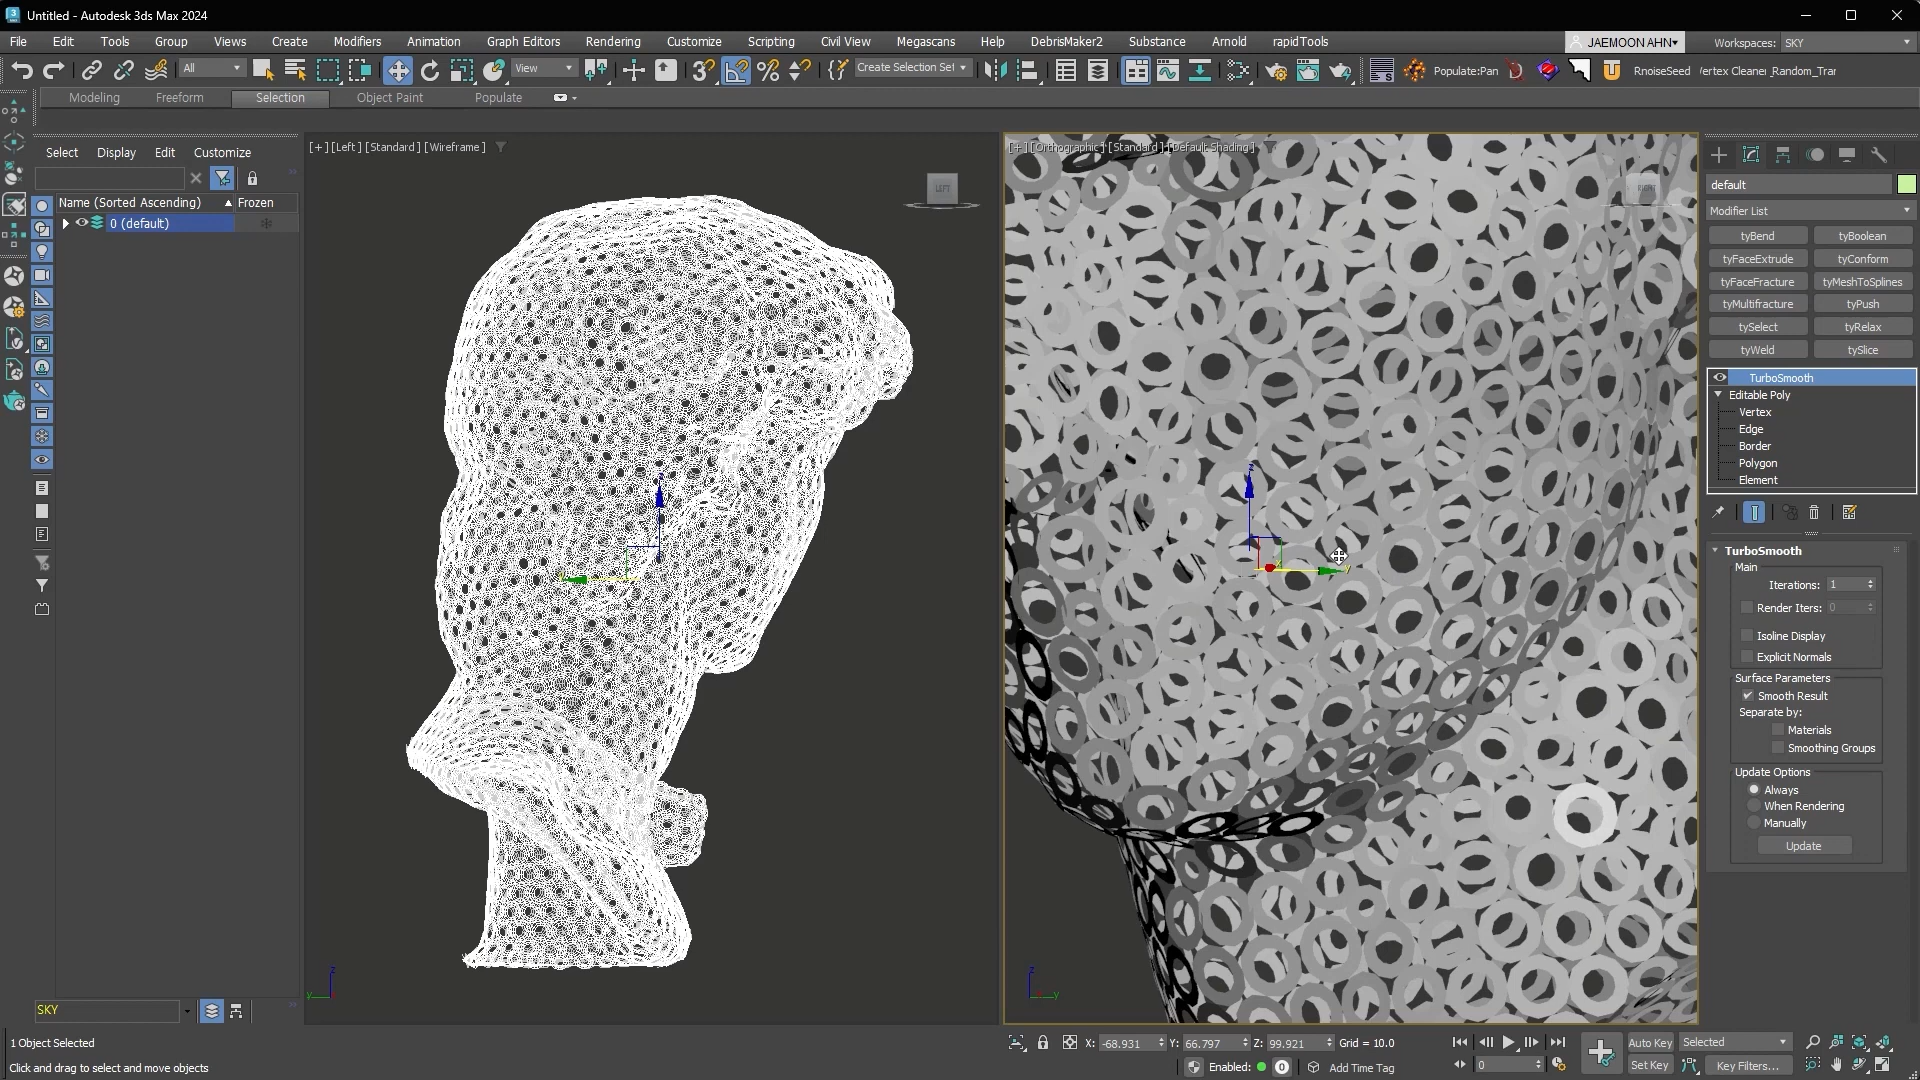 Untitled - Autodesk 3ds Max 2024
File Edit Tools Group Views Create Modifiers Animation Graph Editors Rendering Customize Scripting Civil View Megascans Help DebrisMaker2 Substance Arnold rapidTools JAEMOON AHN Workspaces: SKY
All View Create Selection Set Populate:Pan RnoiseSeed /ertex Cleaner _Random_Trar
Modeling Freeform Selection Object Paint Populate
Select Display Edit Customize
[+] [Left] [Standard] [Wireframe]
[+] [Orthographic] [Standard] [Default Shading]
LEFT
RIGHT
Name (Sorted Ascending) Frozen
0 (default)
default
Modifier List
tyBend tyBoolean
tyFaceExtrude tyConform
tyFaceFracture tyMeshToSplines
tyMultifracture tyPush
tySelect tyRelax
tyWeld tySlice
TurboSmooth
Editable Poly
Vertex
Edge
Border
Polygon
Element
TurboSmooth
Main
Iterations: 1
Render Iters: 0
Isoline Display
Explicit Normals
Surface Parameters
Smooth Result
Separate by:
Materials
Smoothing Groups
Update Options
Always
When Rendering
Manually
Update
z
z
y
z
y
z
y
SKY
1 Object Selected
Click and drag to select and move objects
X: -68.931 Y: 66.797 Z: 99.921 Grid = 10.0
Enabled: 0 Add Time Tag
0
Auto Key Selected
Set Key Key Filters...